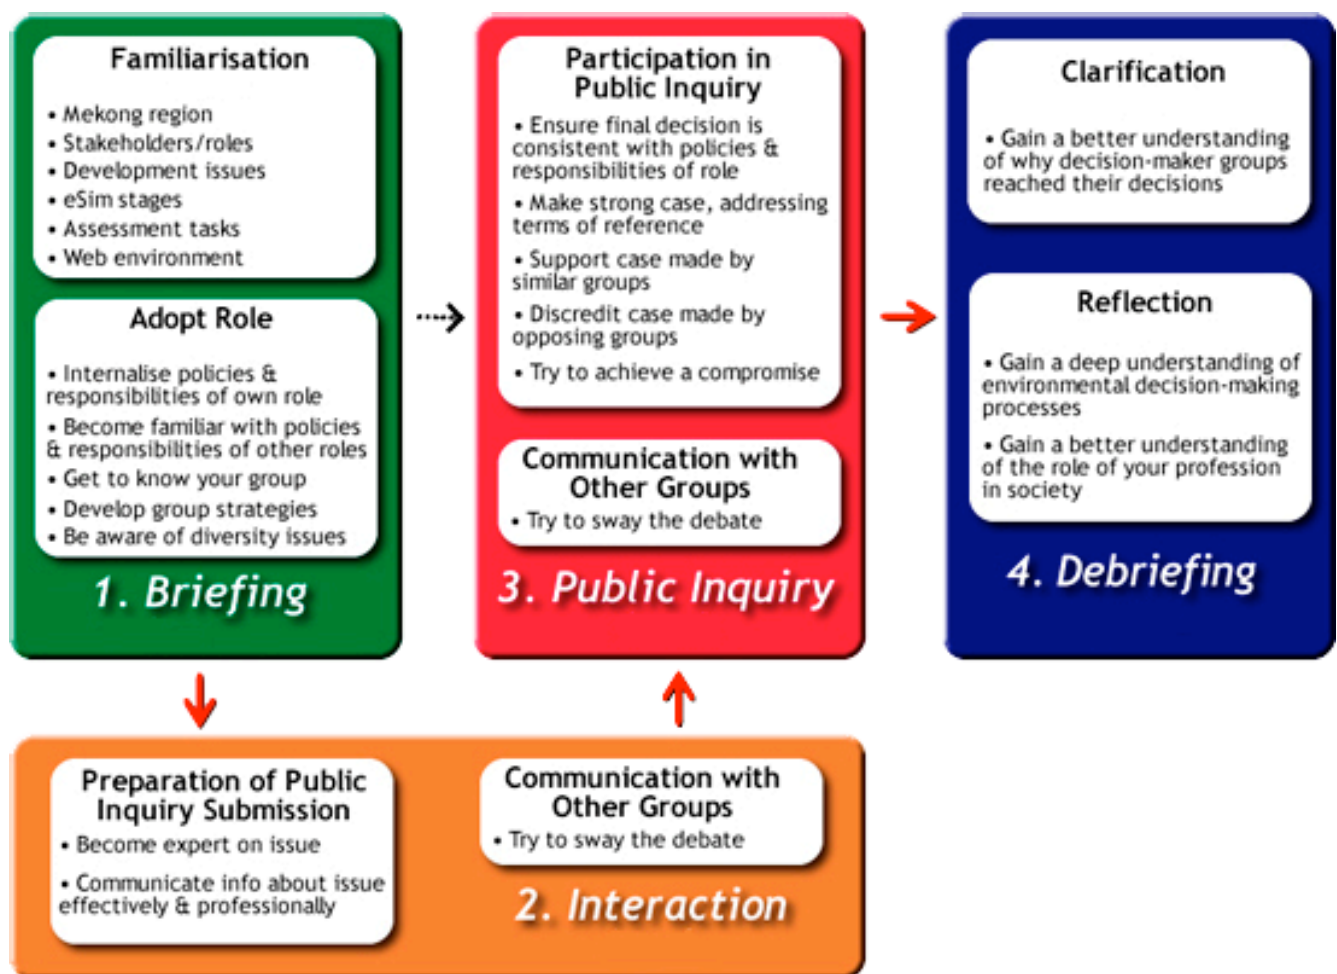 Familiarisation
• Mekong region
• Stakeholders/roles
• Development issues
• eSim stages
• Assessment tasks
• Web environment
Adopt Role
• Internalise policies &
responsibilities of own role
• Become familiar with policies
& responsibilities of other roles
• Get to know your group
• Develop group strategies
• Be aware of diversity issues
1. Briefing
Preparation of Public
Inquiry Submission
• Become expert on issue
• Communicate info about issue
effectively & professionally
Communication with
Other Groups
• Try to sway the debate
2. Interaction
Participation in
Public Inquiry
• Ensure final decision is
consistent with policies &
responsibilities of role
• Make strong case, addressing
terms of reference
• Support case made by
similar groups
• Discredit case made by
opposing groups
• Try to achieve a compromise
Communication with
Other Groups
• Try to sway the debate
3. Public Inquiry
Clarification
• Gain a better understanding
of why decision-maker groups
reached their decisions
Reflection
• Gain a deep understanding of
environmental decision-making
processes
• Gain a better understanding
of the role of your profession
in society
4. Debriefing